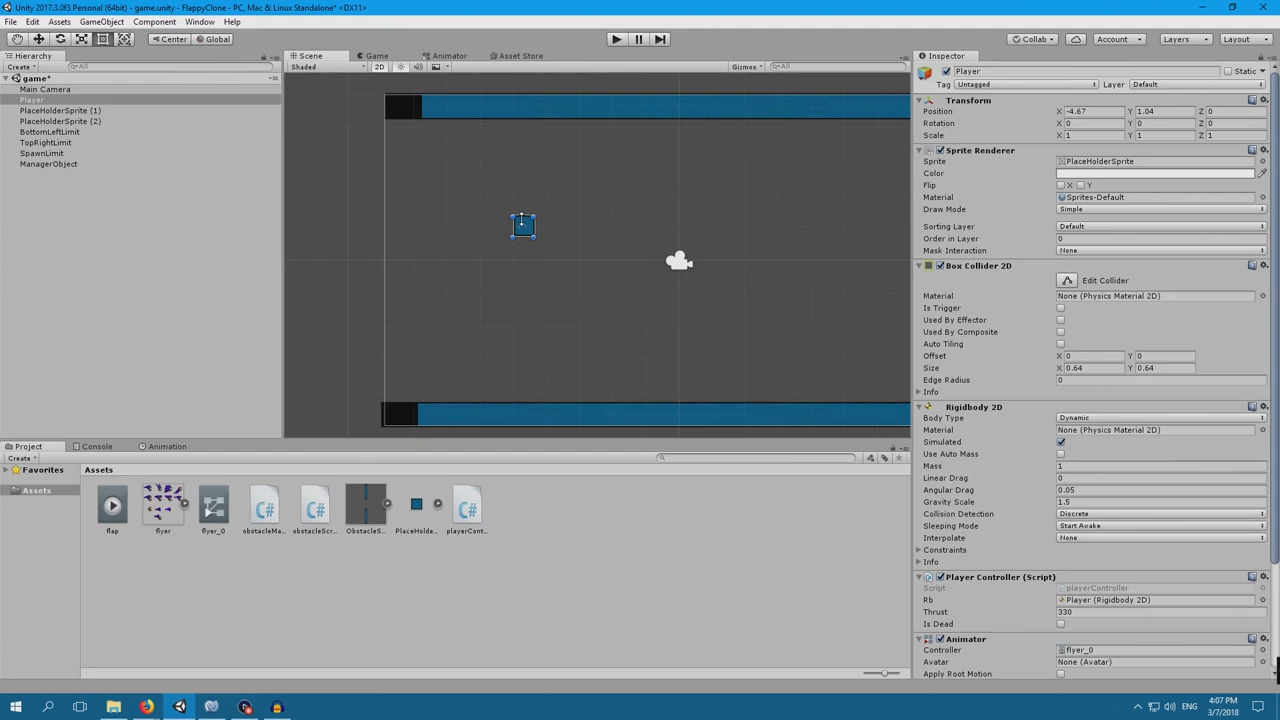 Unity 2017.3.0f3 Personal (64bit) - game.unity - FlappyClone - PC, Mac & Linux Standalone* <DX11>
File Edit Assets GameObject Component Window Help
Center Global Collab Account Layers Layout
Hierarchy
Create All
game*
Main Camera
Player
PlaceHolderSprite (1)
PlaceHolderSprite (2)
BottomLeftLimit
TopRightLimit
SpawnLimit
ManagerObject
Scene Game Animator Asset Store
Shaded 2D Gizmos All
Inspector
Player Static
Tag Untagged Layer Default
Transform
Position X -4.67 Y 1.04 Z 0
Rotation X 0 Y 0 Z 0
Scale X 1 Y 1 Z 1
Sprite Renderer
Sprite PlaceHolderSprite
Color
Flip X Y
Material Sprites-Default
Draw Mode Simple
Sorting Layer Default
Order in Layer 0
Mask Interaction None
Box Collider 2D
Edit Collider
Material None (Physics Material 2D)
Is Trigger
Used By Effector
Used By Composite
Auto Tiling
Offset X 0 Y 0
Size X 0.64 Y 0.64
Edge Radius 0
Info
Rigidbody 2D
Body Type Dynamic
Material None (Physics Material 2D)
Simulated
Use Auto Mass
Mass 1
Linear Drag 0
Angular Drag 0.05
Gravity Scale 1.5
Collision Detection Discrete
Sleeping Mode Start Awake
Interpolate None
Constraints
Info
Player Controller (Script)
Script playerController
Rb Player (Rigidbody 2D)
Thrust 330
Is Dead
Animator
Controller flyer_0
Avatar None (Avatar)
Apply Root Motion
Project Console Animation
Create
Favorites
Assets
Assets
flap flyer flyer_0 obstacleMa... obstacleScr... ObstacleS... PlaceHolde... playerCont...
ENG
4:07 PM
3/7/2018